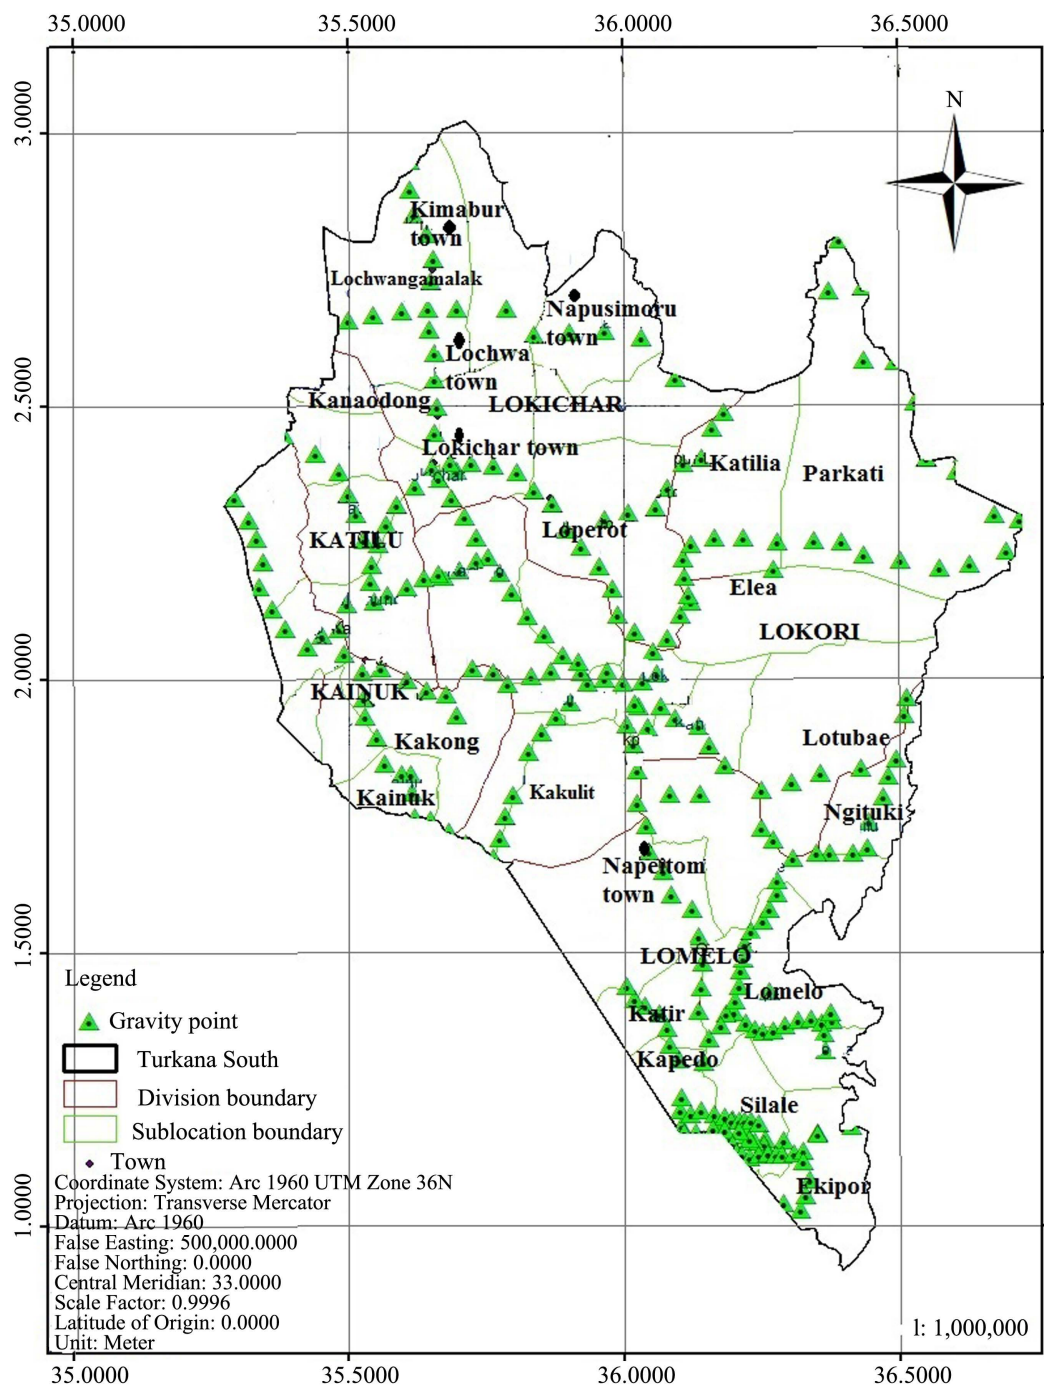 35.0000 35.5000 36.0000 36.5000
3.0000
2.5000
2.0000
1.5000
1.0000
N
Kimabur
town
Lochwangamalak
Napusimoru
town
Lochwa
town
Kanaodong
LOKICHAR
Lokichar town
Katilia
Parkati
Loperot
KATILU
Elea
LOKORI
KAINUK
Kakong
Lotubae
Kainuk
Kakulit
Ngituki
Napeitom
town
LOMELO
Lomelo
Katir
Kapedo
Silale
Ekipor
Legend
Gravity point
Turkana South
Division boundary
Sublocation boundary
Town
Coordinate System: Arc 1960 UTM Zone 36N
Projection: Transverse Mercator
Datum: Arc 1960
False Easting: 500,000.0000
False Northing: 0.0000
Central Meridian: 33.0000
Scale Factor: 0.9996
Latitude of Origin: 0.0000
Unit: Meter
l: 1,000,000
35.0000 35.5000 36.0000 36.5000